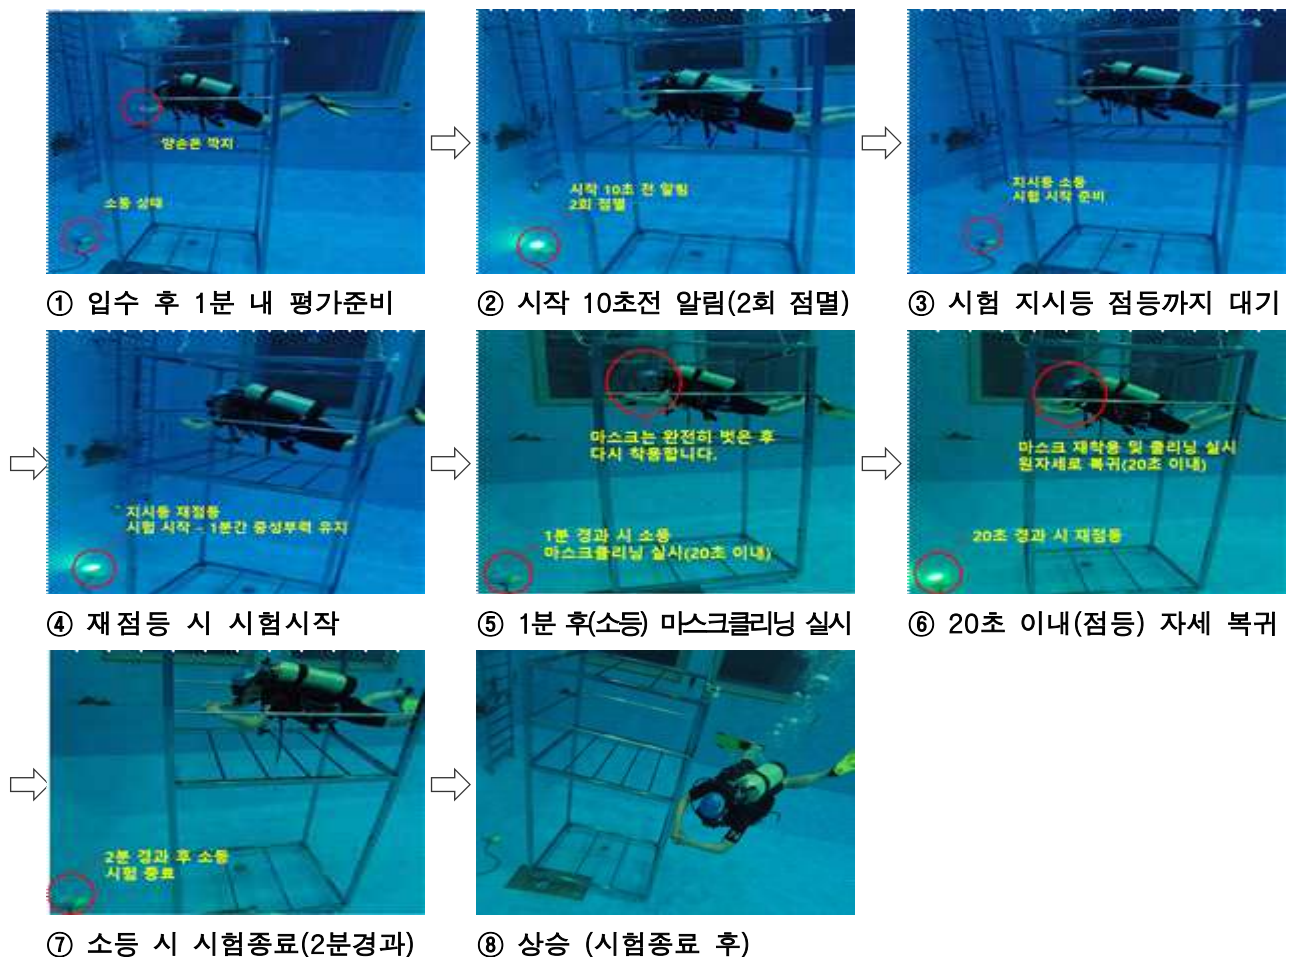 양손은 깍지
소등 상태
시작 10초 전 알림
2회 점멸
지시등 소등
시험 시작 준비
① 입수 후 1분 내 평가준비
② 시작 10초전 알림(2회 점멸)
③ 시험 지시등 점등까지 대기
지시등 재점등
시험 시작 - 1분간 중성부력 유지
마스크는 완전히 벗은 후
다시 착용합니다.
1분 경과 시 소등
마스크클리닝 실시(20초 이내)
마스크 재착용 및 클리닝 실시
원자세로 복귀(20초 이내)
20초 경과 시 재점등
④ 재점등 시 시험시작
⑤ 1분 후(소등) 마스크클리닝 실시
⑥ 20초 이내(점등) 자세 복귀
2분 경과 후 소등
시험 종료
⑦ 소등 시 시험종료(2분경과)
⑧ 상승 (시험종료 후)